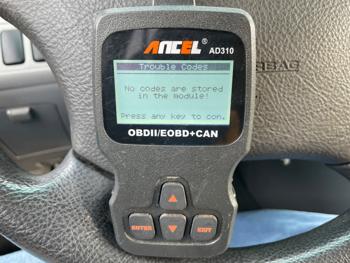 ANCEL®
AD310
Trouble Codes
No codes are stored
in the module!
Press any key to con.
OBDII/EOBD+CAN
ENTER
EXIT
AIRBAG